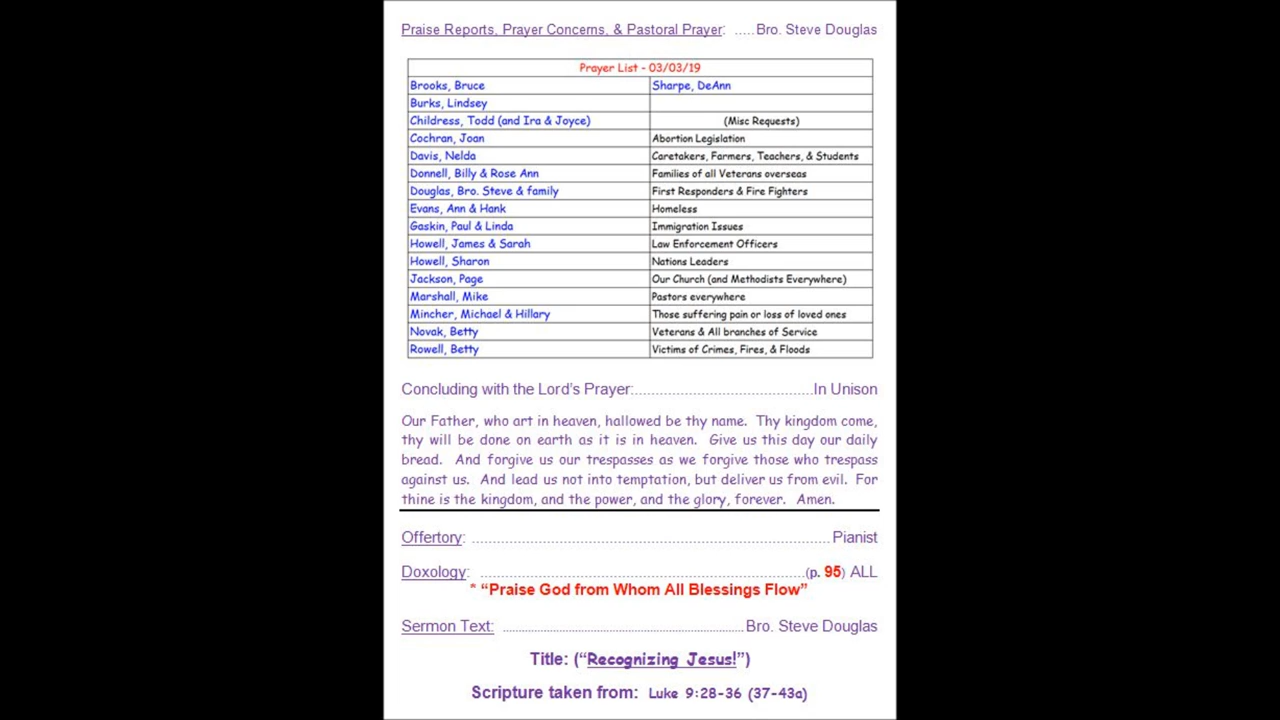 Praise Reports, Prayer Concerns, & Pastoral Prayer: .....Bro. Steve Douglas
Prayer List - 03/03/19
Brooks, Bruce Sharpe, DeAnn
Burks, Lindsey
Childress, Todd (and Ira & Joyce) (Misc Requests)
Cochran, Joan Abortion Legislation
Davis, Nelda Caretakers, Farmers, Teachers, & Students
Donnell, Billy & Rose Ann Families of all Veterans overseas
Douglas, Bro. Steve & family First Responders & Fire Fighters
Evans, Ann & Hank Homeless
Gaskin, Paul & Linda Immigration Issues
Howell, James & Sarah Law Enforcement Officers
Howell, Sharon Nations Leaders
Jackson, Page Our Church (and Methodists Everywhere)
Marshall, Mike Pastors everywhere
Mincher, Michael & Hillary Those suffering pain or loss of loved ones
Novak, Betty Veterans & All branches of Service
Rowell, Betty Victims of Crimes, Fires, & Floods
Concluding with the Lord's Prayer:..........................................In Unison
Our Father, who art in heaven, hallowed be thy name. Thy kingdom come,
thy will be done on earth as it is in heaven. Give us this day our daily
bread. And forgive us our trespasses as we forgive those who trespass
against us. And lead us not into temptation, but deliver us from evil. For
thine is the kingdom, and the power, and the glory, forever. Amen.
Offertory: .....................................................................................Pianist
Doxology: .............................................................................(p. 95) ALL
* “Praise God from Whom All Blessings Flow”
Sermon Text: ................................................................................Bro. Steve Douglas
Title: (“Recognizing Jesus!”)
Scripture taken from: Luke 9:28-36 (37-43a)